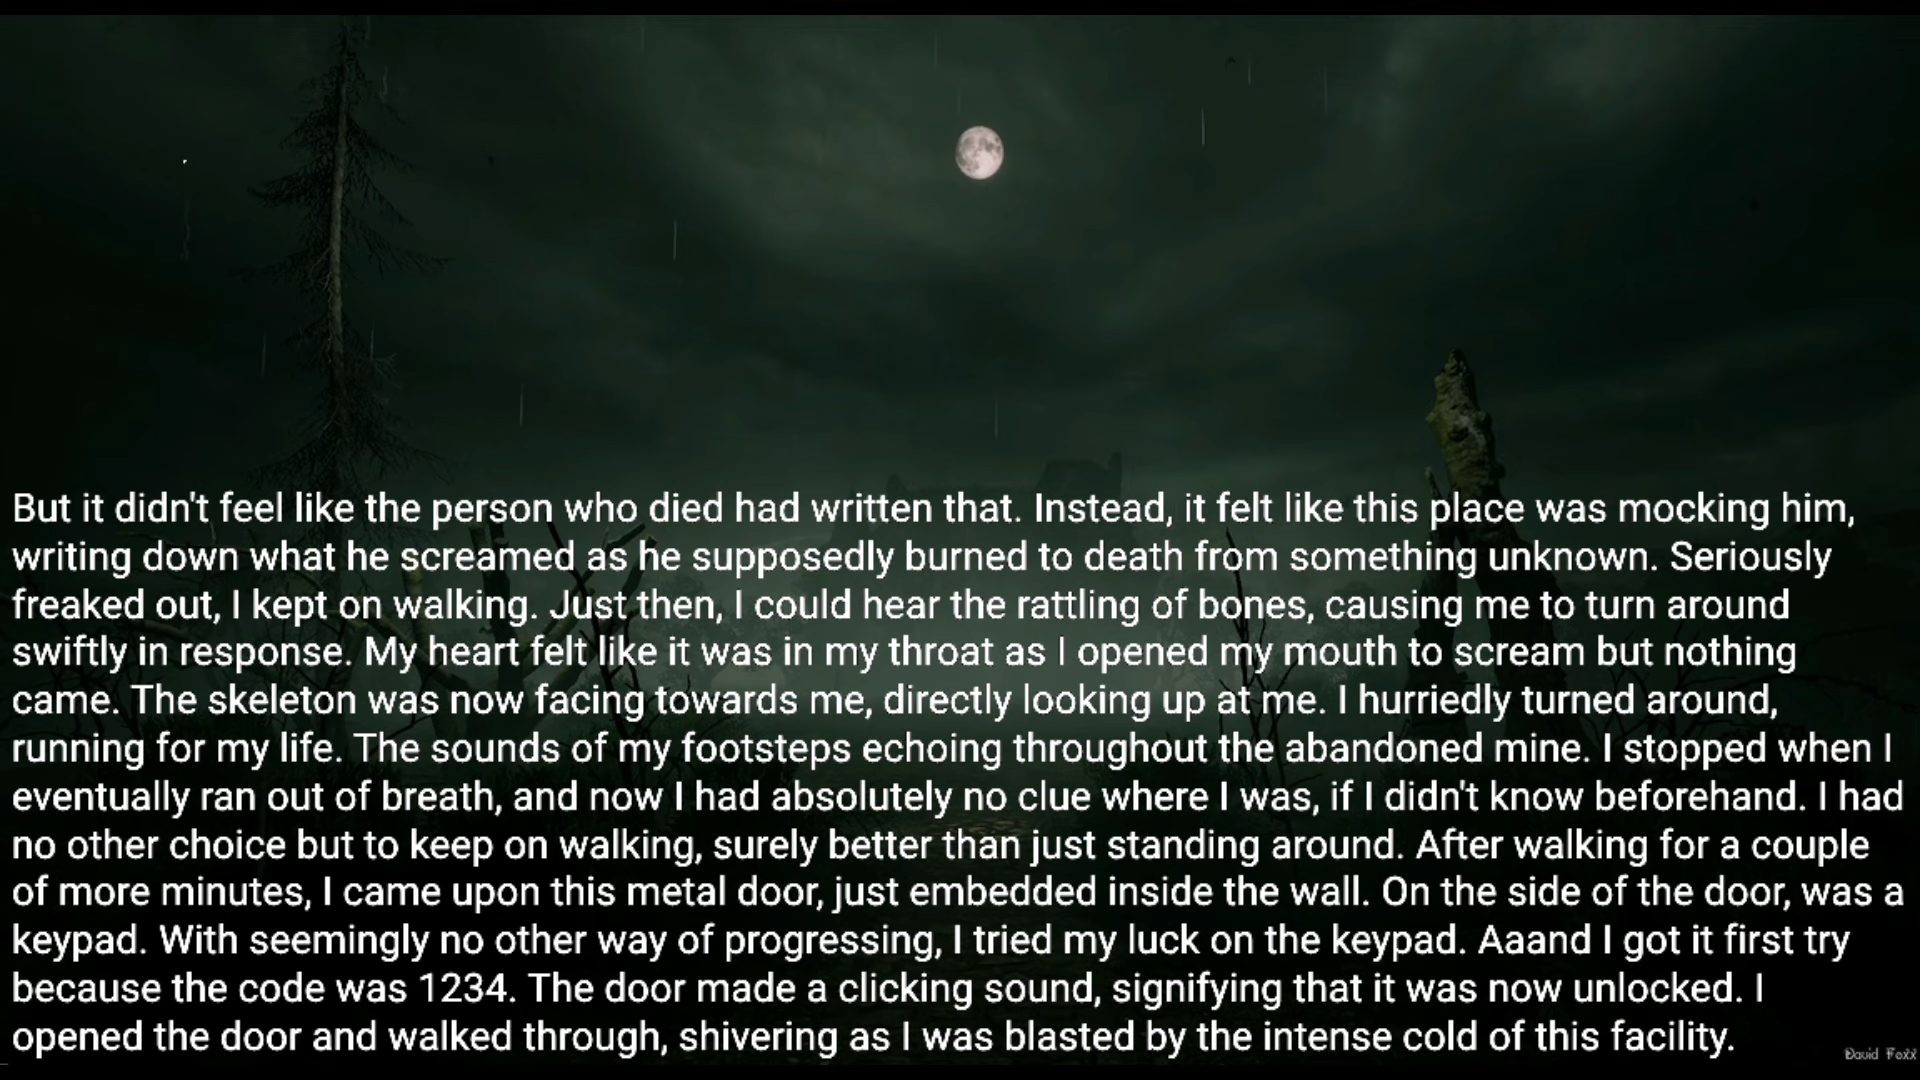 But it didn't feel like the person who died had written that. Instead, it felt like this place was mocking him,
writing down what he screamed as he supposedly burned to death from something unknown. Seriously
freaked out, I kept on walking. Just then, I could hear the rattling of bones, causing me to turn around
swiftly in response. My heart felt like it was in my throat as I opened my mouth to scream but nothing
came. The skeleton was now facing towards me, directly looking up at me. I hurriedly turned around,
running for my life. The sounds of my footsteps echoing throughout the abandoned mine. I stopped when I
eventually ran out of breath, and now I had absolutely no clue where I was, if I didn't know beforehand. I had
no other choice but to keep on walking, surely better than just standing around. After walking for a couple
of more minutes, I came upon this metal door, just embedded inside the wall. On the side of the door, was a
keypad. With seemingly no other way of progressing, I tried my luck on the keypad. Aaand I got it first try
because the code was 1234. The door made a clicking sound, signifying that it was now unlocked. I
opened the door and walked through, shivering as I was blasted by the intense cold of this facility.
David Foxx